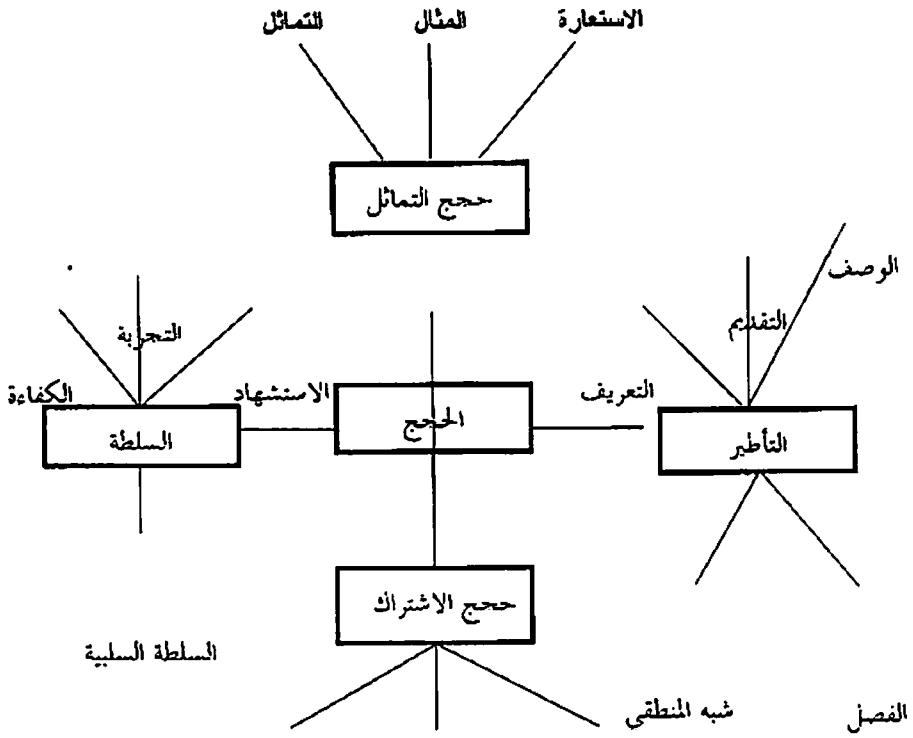 الاستعارة المثال التماثل
حجج التماثل
الوصف
التقديم
التجربة
التعريف
الاستشهاد
الكفاءة
التأطير
الحجج
السلطة
حجج الاشتراك
السلطة السلبية
الفصل
شبه المنطقي